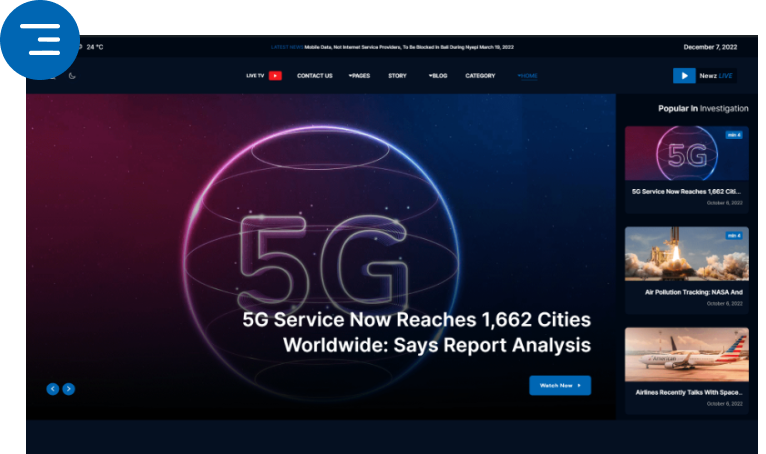 24 °C
LATEST NEWS Mobile Data, Not Internet Service Providers, To Be Blocked In Bali During Nyepi March 19, 2022
December 7, 2022
LIVE TV
CONTACT US
PAGES
STORY
BLOG
CATEGORY
HOME
Newz LIVE
5G
5G Service Now Reaches 1,662 Cities
Worldwide: Says Report Analysis
Watch Now
Popular In Investigation
min 4
5G
5G Service Now Reaches 1,662 Citi...
October 6, 2022
min 4
Air Pollution Tracking: NASA And
October 6, 2022
American
Airlines Recently Talks With Space..
October 6, 2022